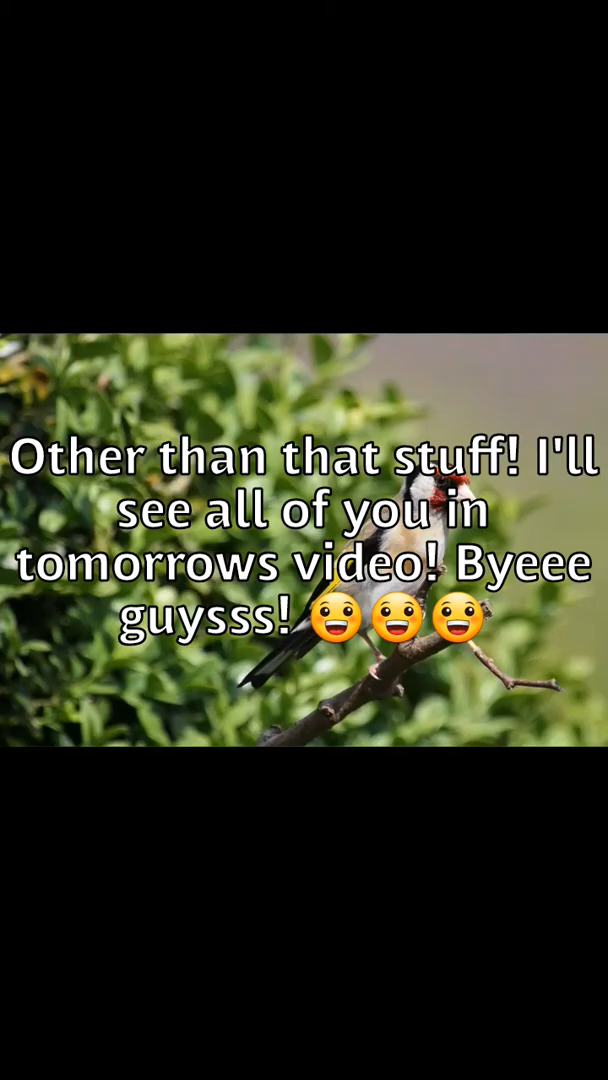 Other than that stuff! I'll
see all of you in
tomorrows video! Byeee
guysss! 😀😀😀